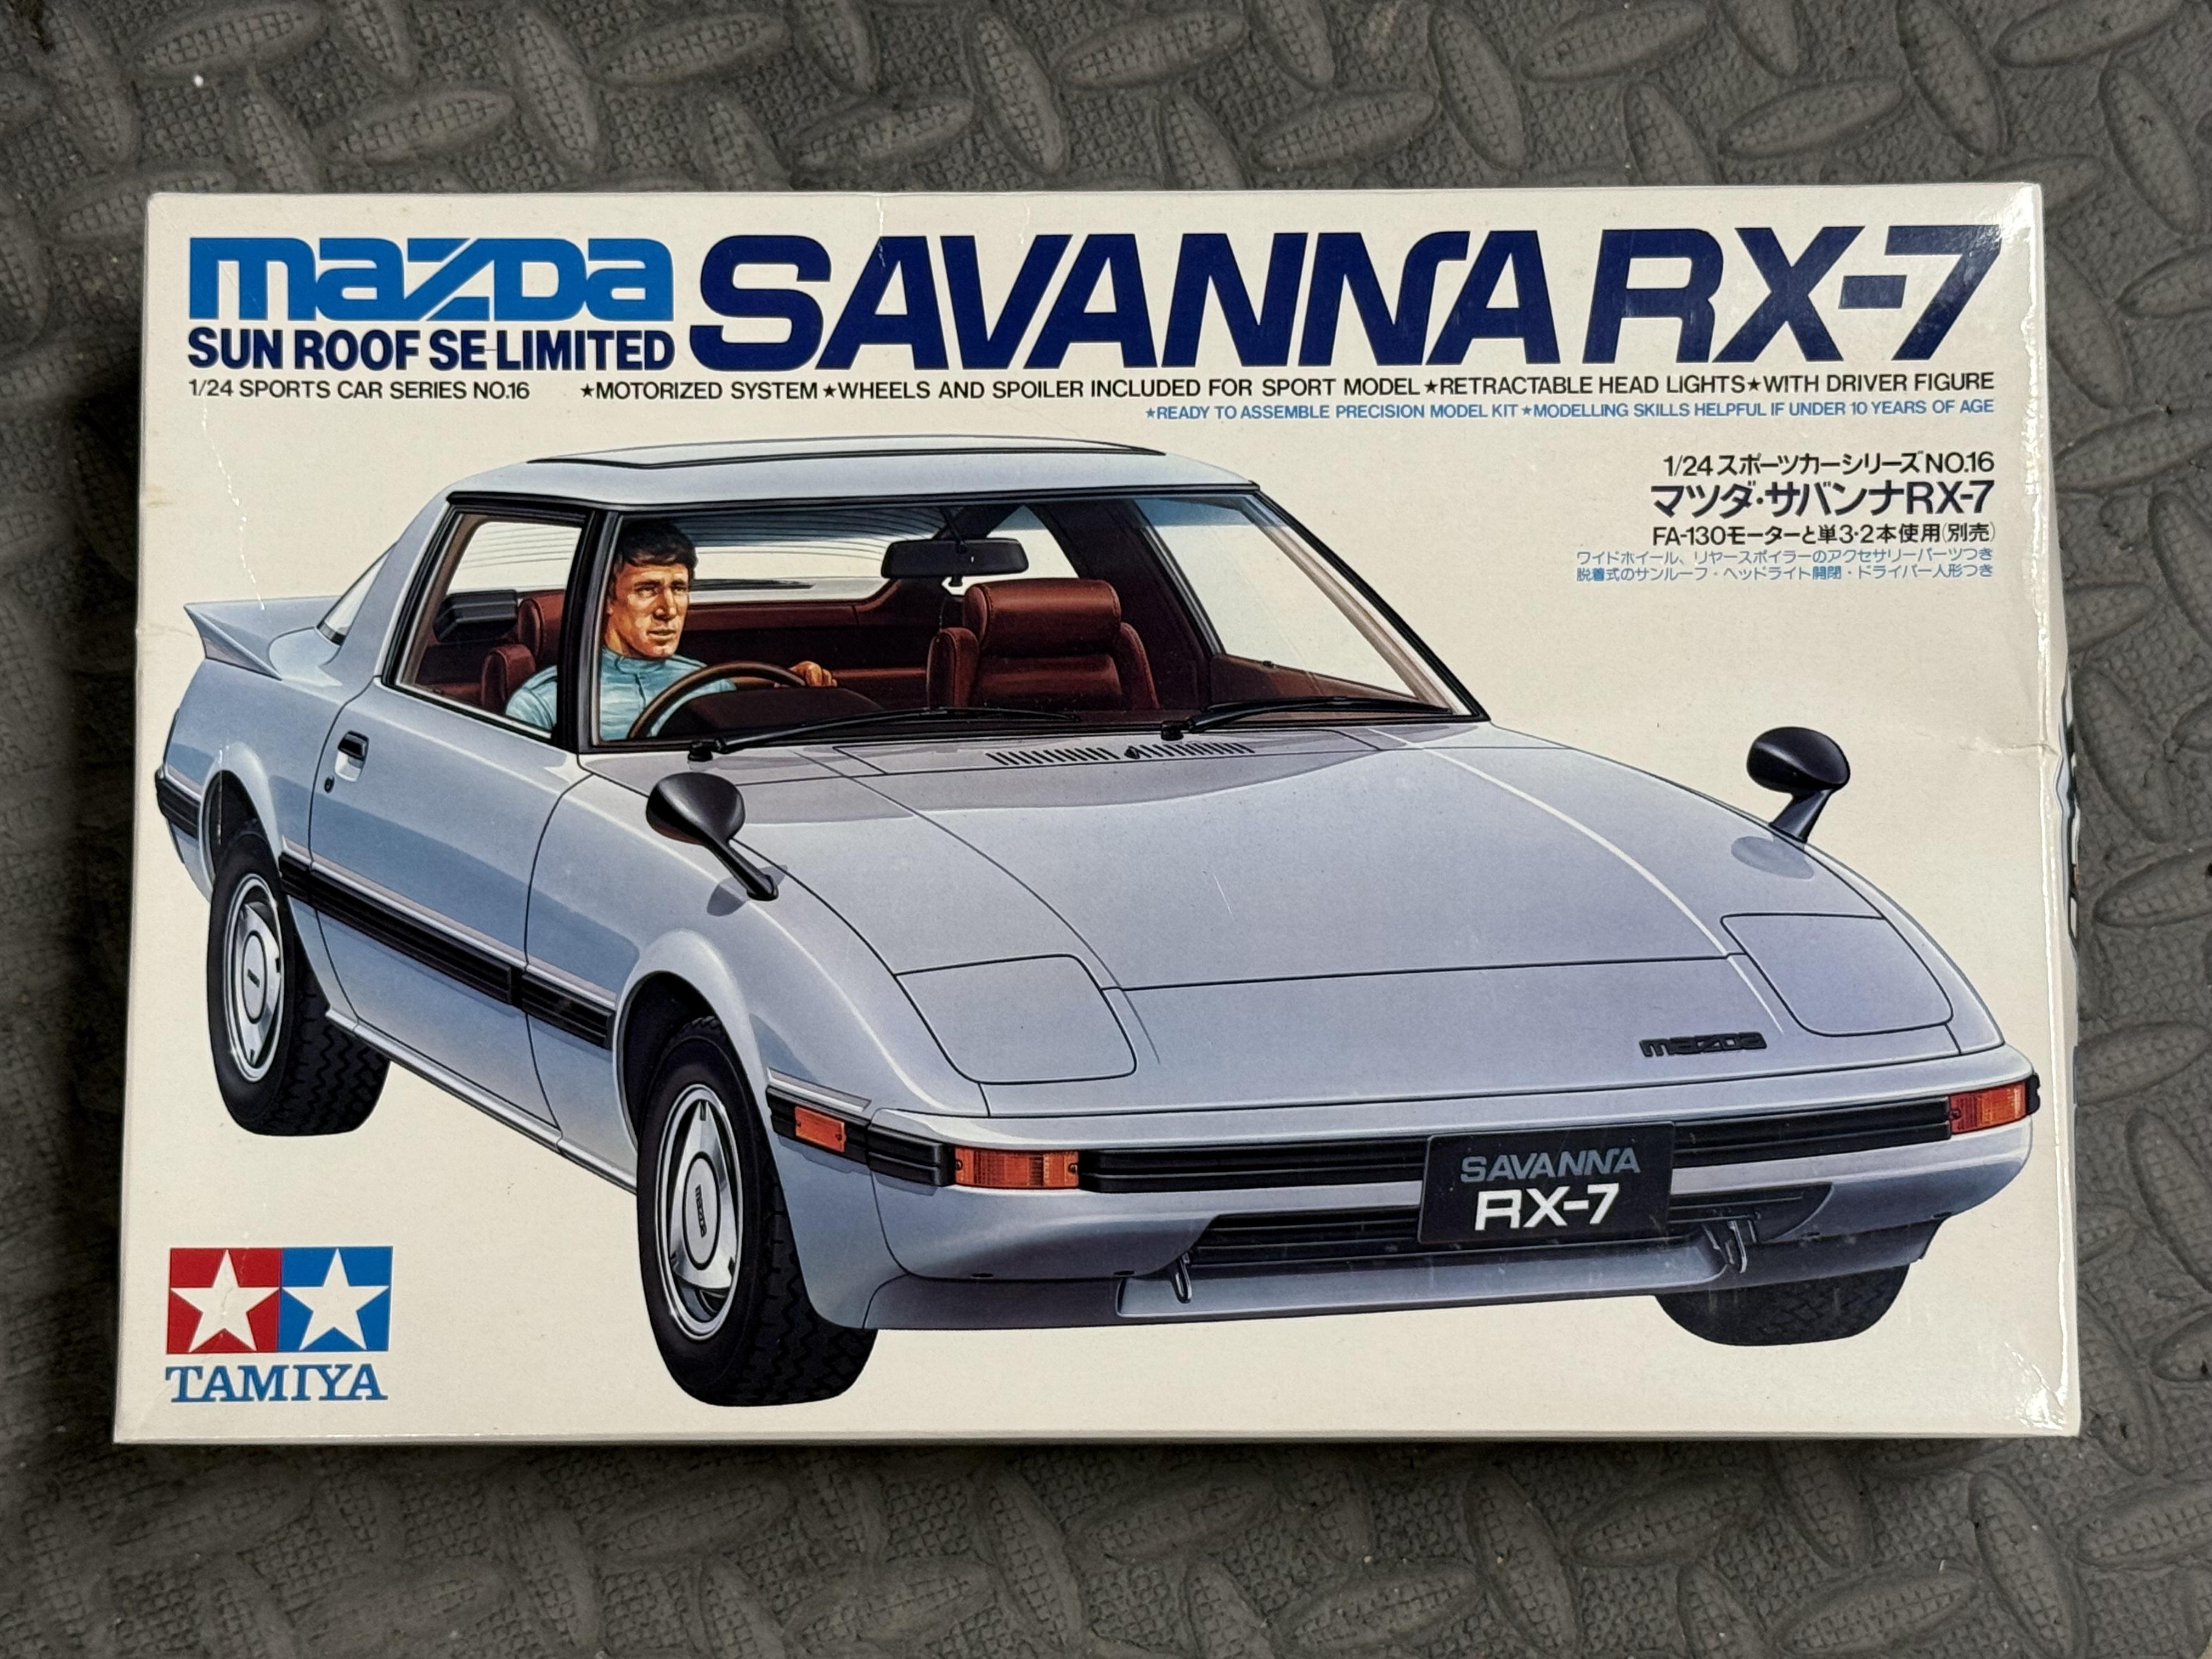 mazDa SAVANNA RX-7
SUN ROOF SE-LIMITED
1/24 SPORTS CAR SERIES NO.16 ★MOTORIZED SYSTEM★WHEELS AND SPOILER INCLUDED FOR SPORT MODEL★RETRACTABLE HEAD LIGHTS★WITH DRIVER FIGURE
★READY TO ASSEMBLE PRECISION MODEL KIT★MODELLING SKILLS HELPFUL IF UNDER 10 YEARS OF AGE
1/24スポーツカーシリーズNO.16
マツダ・サバンナRX-7
FA-130モーターと単3・2本使用(別売)
ワイドホイール、リヤースポイラーのアクセサリーパーツつき
脱着式のサンルーフ・ヘッドライト開閉・ドライバー人形つき
mazDa
SAVANNA
RX-7
mazDa
TAMIYA